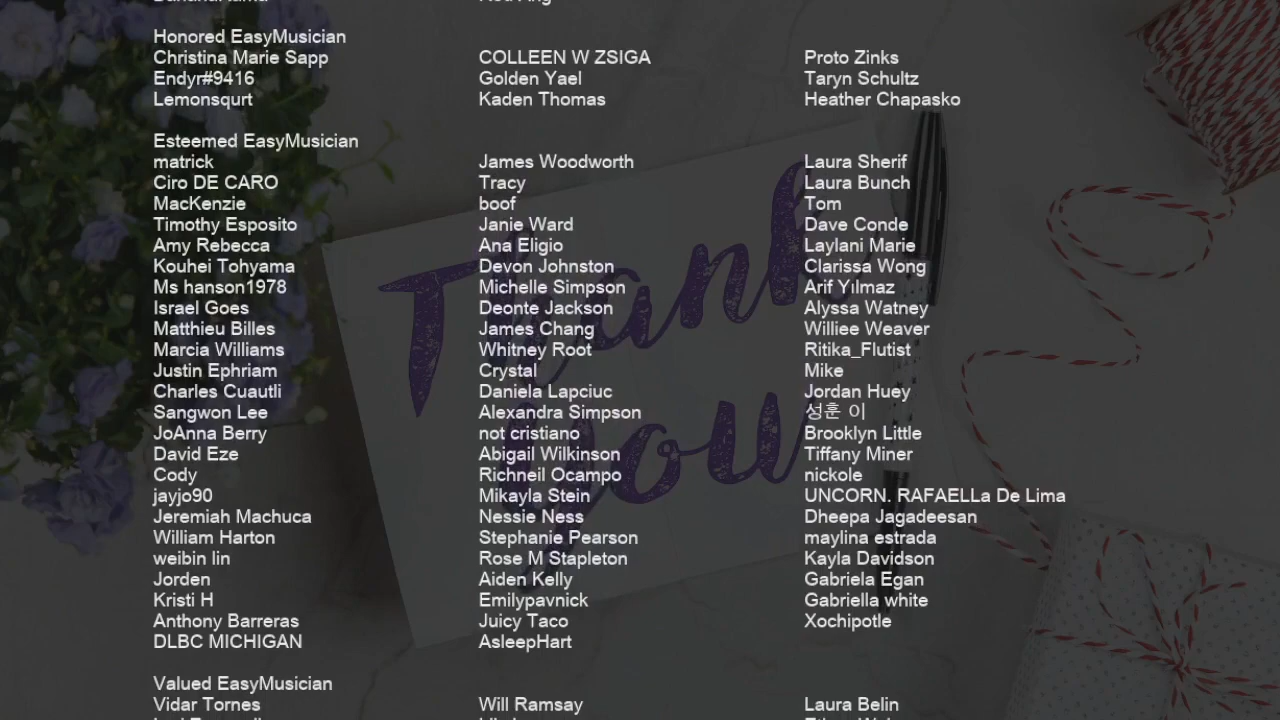 Honored EasyMusician
Christina Marie Sapp COLLEEN W ZSIGA Proto Zinks
Endyr#9416 Golden Yael Taryn Schultz
Lemonsqurt Kaden Thomas Heather Chapasko
Esteemed EasyMusician
matrick James Woodworth Laura Sherif
Ciro DE CARO Tracy Laura Bunch
MacKenzie boof Tom
Timothy Esposito Janie Ward Dave Conde
Amy Rebecca Ana Eligio Laylani Marie
Kouhei Tohyama Devon Johnston Clarissa Wong
Ms hanson1978 Michelle Simpson Arif Yılmaz
Israel Goes Deonte Jackson Alyssa Watney
Matthieu Billes James Chang Williee Weaver
Marcia Williams Whitney Root Ritika_Flutist
Justin Ephriam Crystal Mike
Charles Cuautli Daniela Lapciuc Jordan Huey
Sangwon Lee Alexandra Simpson 성훈 이
JoAnna Berry not cristiano Brooklyn Little
David Eze Abigail Wilkinson Tiffany Miner
Cody Richneil Ocampo nickole
jayjo90 Mikayla Stein UNCORN. RAFAELLa De Lima
Jeremiah Machuca Nessie Ness Dheepa Jagadeesan
William Harton Stephanie Pearson maylina estrada
weibin lin Rose M Stapleton Kayla Davidson
Jorden Aiden Kelly Gabriela Egan
Kristi H Emilypavnick Gabriella white
Anthony Barreras Juicy Taco Xochipotle
DLBC MICHIGAN AsleepHart
Valued EasyMusician
Vidar Tornes Will Ramsay Laura Belin
Thank
you